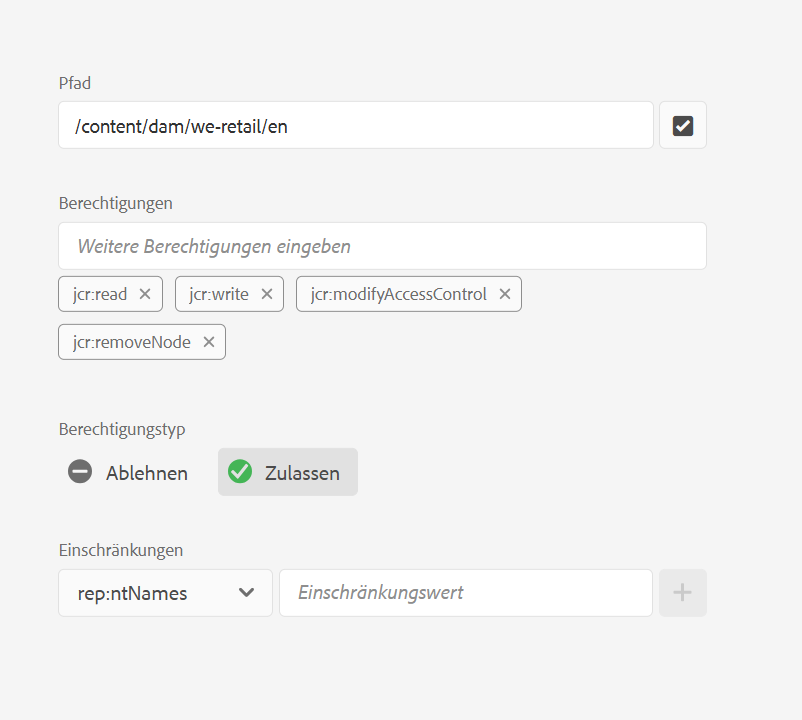 Pfad
/content/dam/we-retail/en
Berechtigungen
Weitere Berechtigungen eingeben
jcr:read jcr:write jcr:modifyAccessControl
jcr:removeNode
Berechtigungstyp
Ablehnen Zulassen
Einschränkungen
rep:ntNames Einschränkungswert